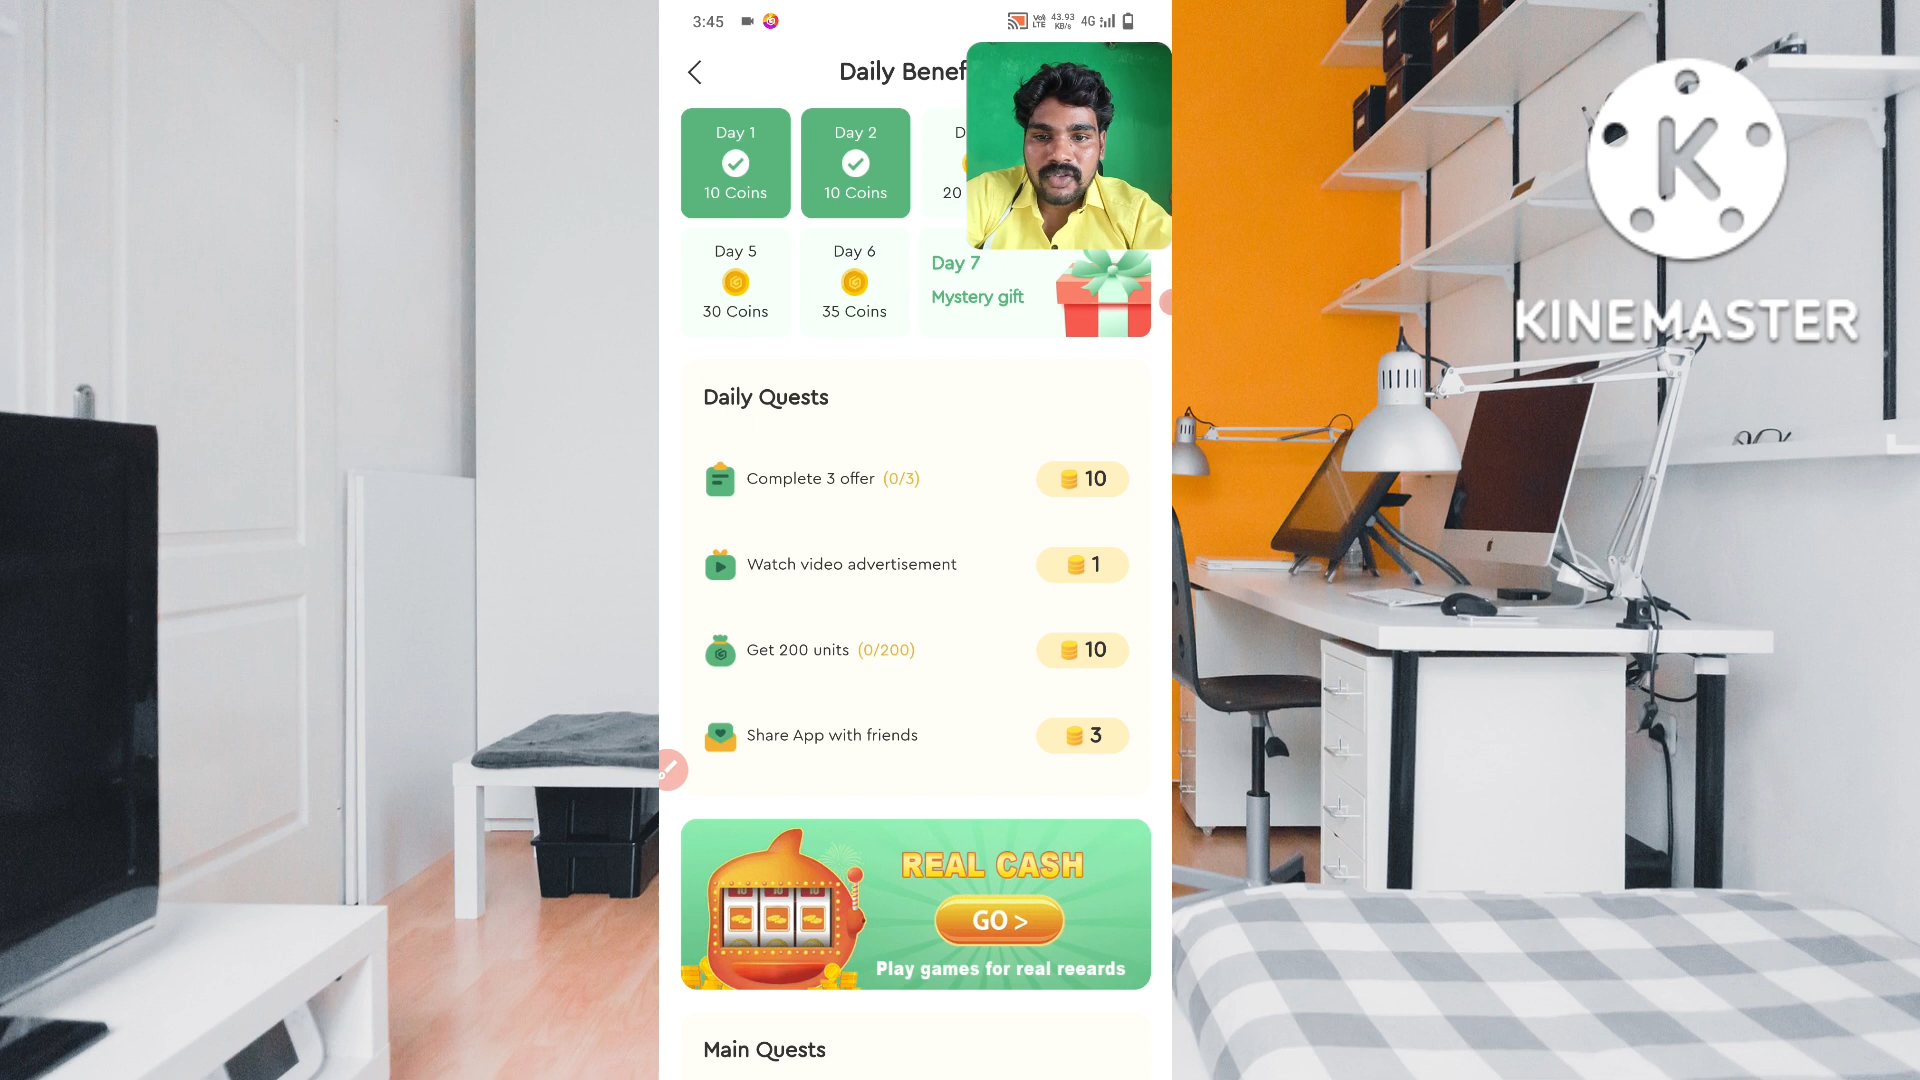 3:45
Vo)) LTE
43.93 KB/s
4G
Daily Benef
Day 1
10 Coins
Day 2
10 Coins
D
20
Day 5
30 Coins
Day 6
35 Coins
Day 7
Mystery gift
Daily Quests
Complete 3 offer (0/3)
10
Watch video advertisement
1
Get 200 units (0/200)
10
Share App with friends
3
REAL CASH
GO >
Play games for real reeards
Main Quests
K
KINEMASTER